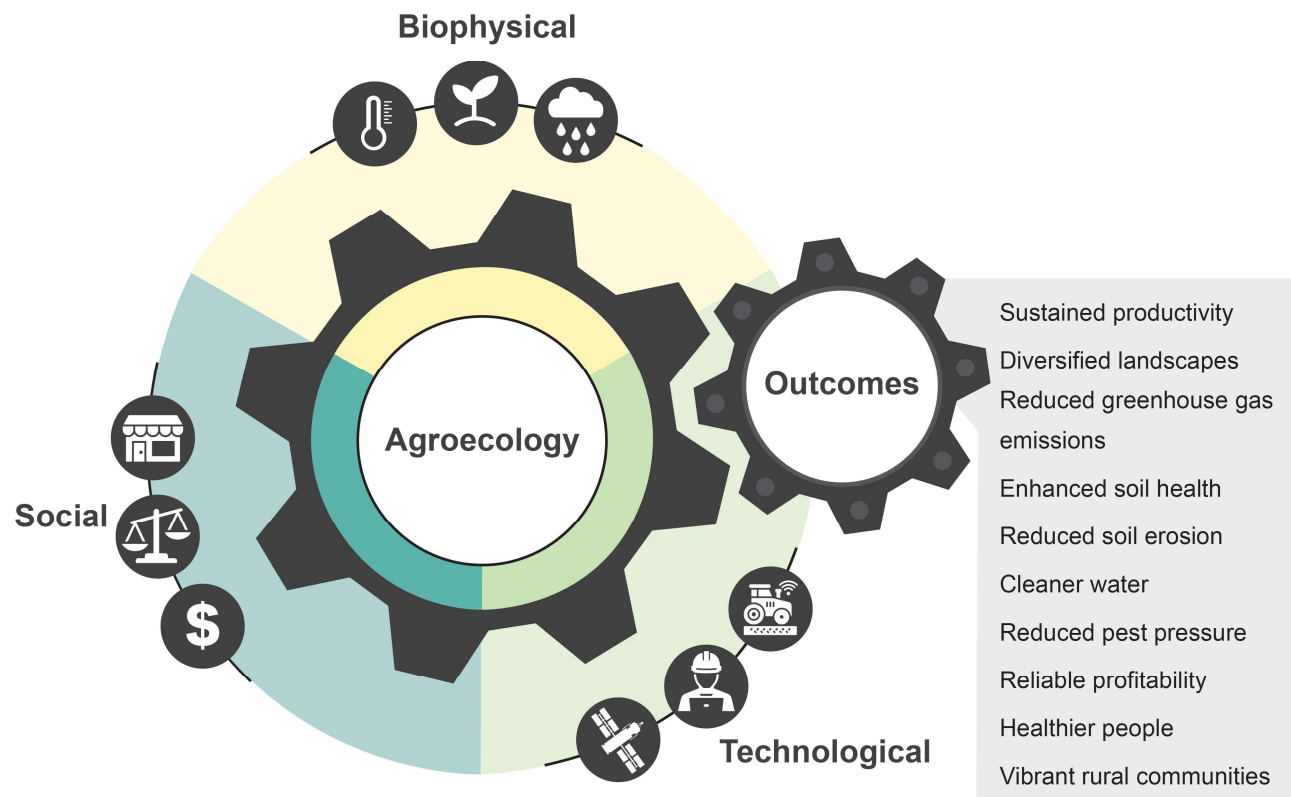 Biophysical
Agroecology
Outcomes
Social
$
Technological
Sustained productivity
Diversified landscapes
Reduced greenhouse gas
emissions
Enhanced soil health
Reduced soil erosion
Cleaner water
Reduced pest pressure
Reliable profitability
Healthier people
Vibrant rural communities